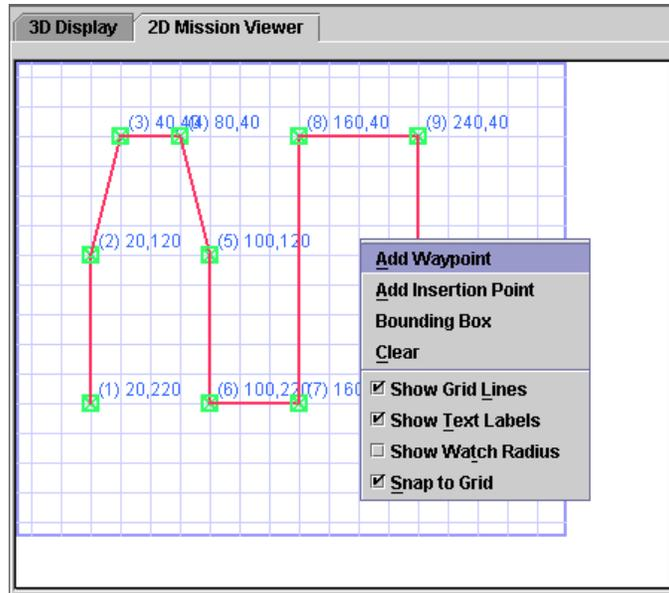 3D Display
2D Mission Viewer
(3) 40,40
(4) 80,40
(8) 160,40
(9) 240,40
(2) 20,120
(5) 100,120
Add Waypoint
Add Insertion Point
Bounding Box
Clear
(1) 20,220
(6) 100,220
(7) 160
Show Grid Lines
Show Text Labels
Show Watch Radius
Snap to Grid